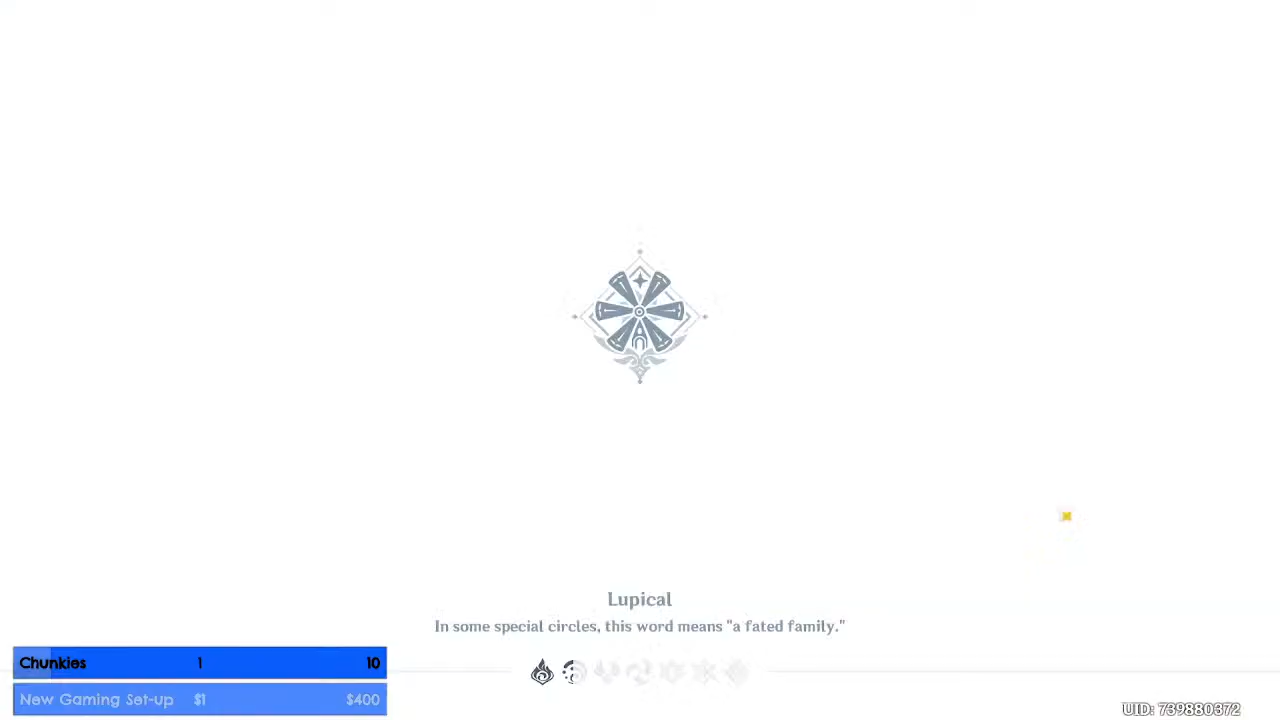 Lupical
In some special circles, this word means "a fated family."
Chunkies 1 10
New Gaming Set-up $1 $400
UID: 739880372